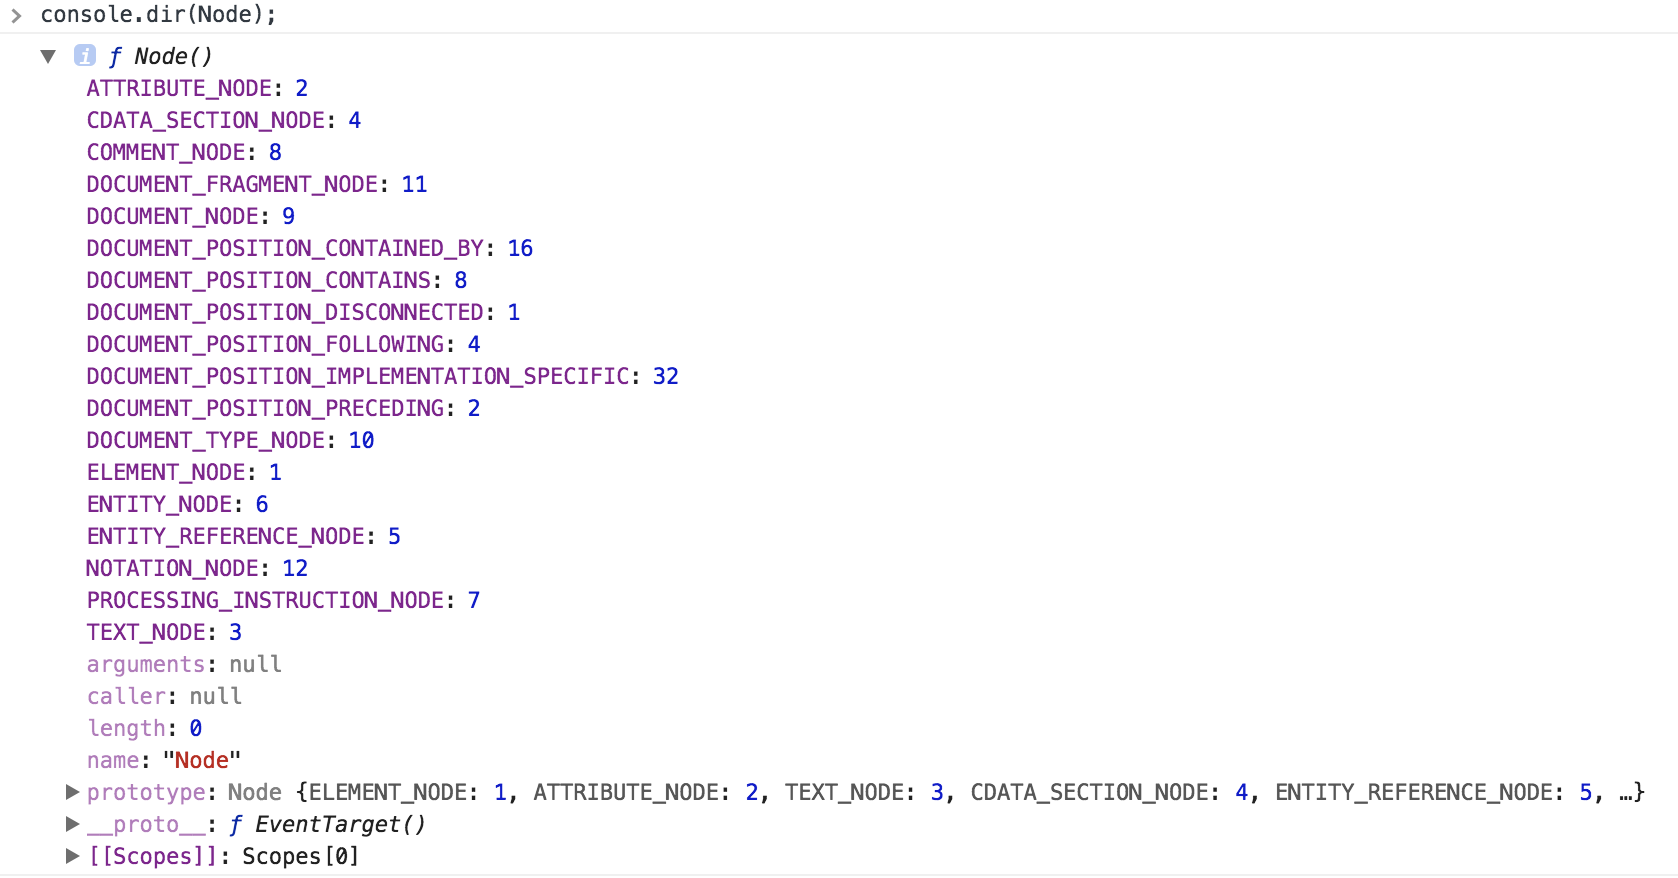 > console.dir(Node);
▼ i ƒ Node()
ATTRIBUTE_NODE: 2
CDATA_SECTION_NODE: 4
COMMENT_NODE: 8
DOCUMENT_FRAGMENT_NODE: 11
DOCUMENT_NODE: 9
DOCUMENT_POSITION_CONTAINED_BY: 16
DOCUMENT_POSITION_CONTAINS: 8
DOCUMENT_POSITION_DISCONNECTED: 1
DOCUMENT_POSITION_FOLLOWING: 4
DOCUMENT_POSITION_IMPLEMENTATION_SPECIFIC: 32
DOCUMENT_POSITION_PRECEDING: 2
DOCUMENT_TYPE_NODE: 10
ELEMENT_NODE: 1
ENTITY_NODE: 6
ENTITY_REFERENCE_NODE: 5
NOTATION_NODE: 12
PROCESSING_INSTRUCTION_NODE: 7
TEXT_NODE: 3
arguments: null
caller: null
length: 0
name: "Node"
▶ prototype: Node {ELEMENT_NODE: 1, ATTRIBUTE_NODE: 2, TEXT_NODE: 3, CDATA_SECTION_NODE: 4, ENTITY_REFERENCE_NODE: 5, …}
▶ __proto__: ƒ EventTarget()
▶ [[Scopes]]: Scopes[0]